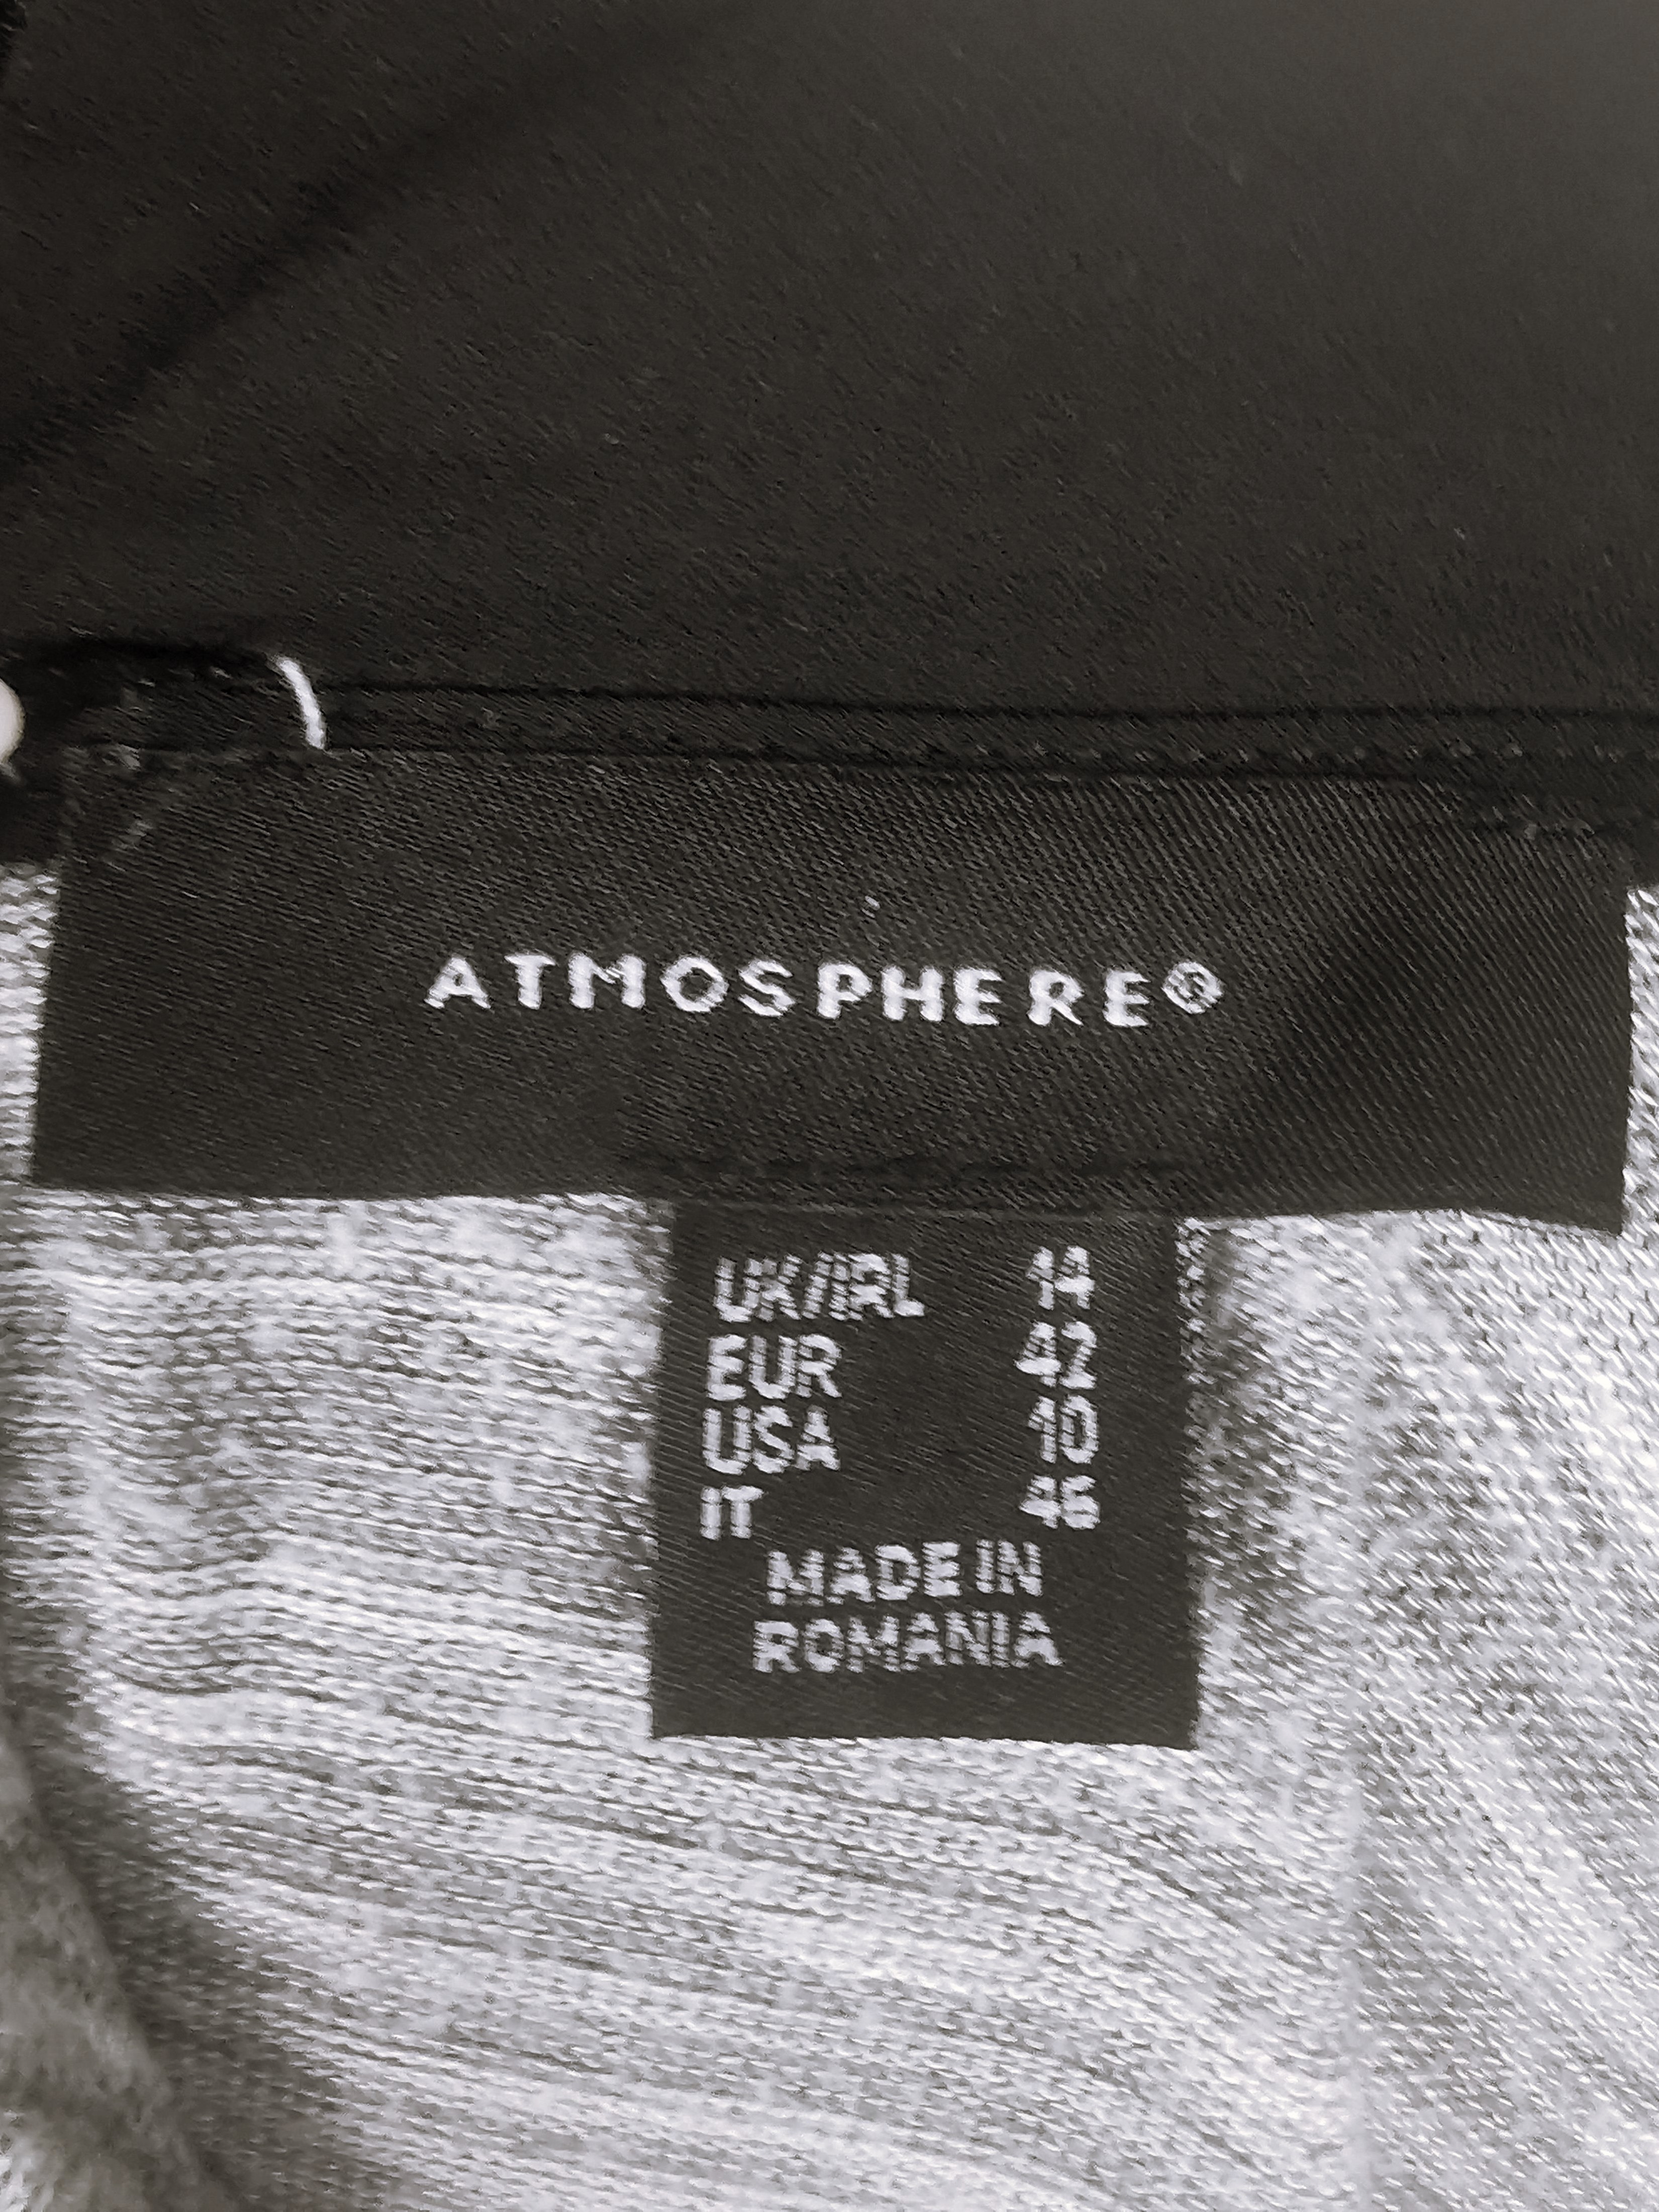 ATMOSPHERE®
UK/IRL 14
EUR 42
USA 10
IT 46
MADE IN
ROMANIA